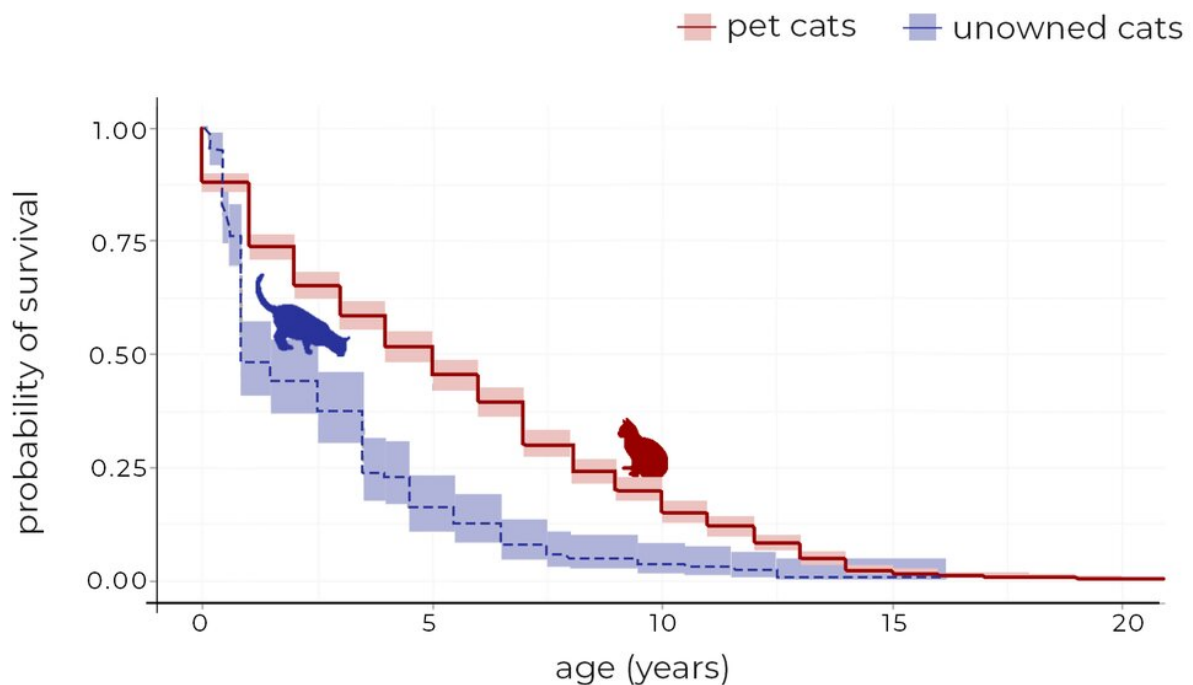 pet cats unowned cats
1.00
0.75
0.50
0.25
0.00
probability of survival
0 5 10 15 20
age (years)